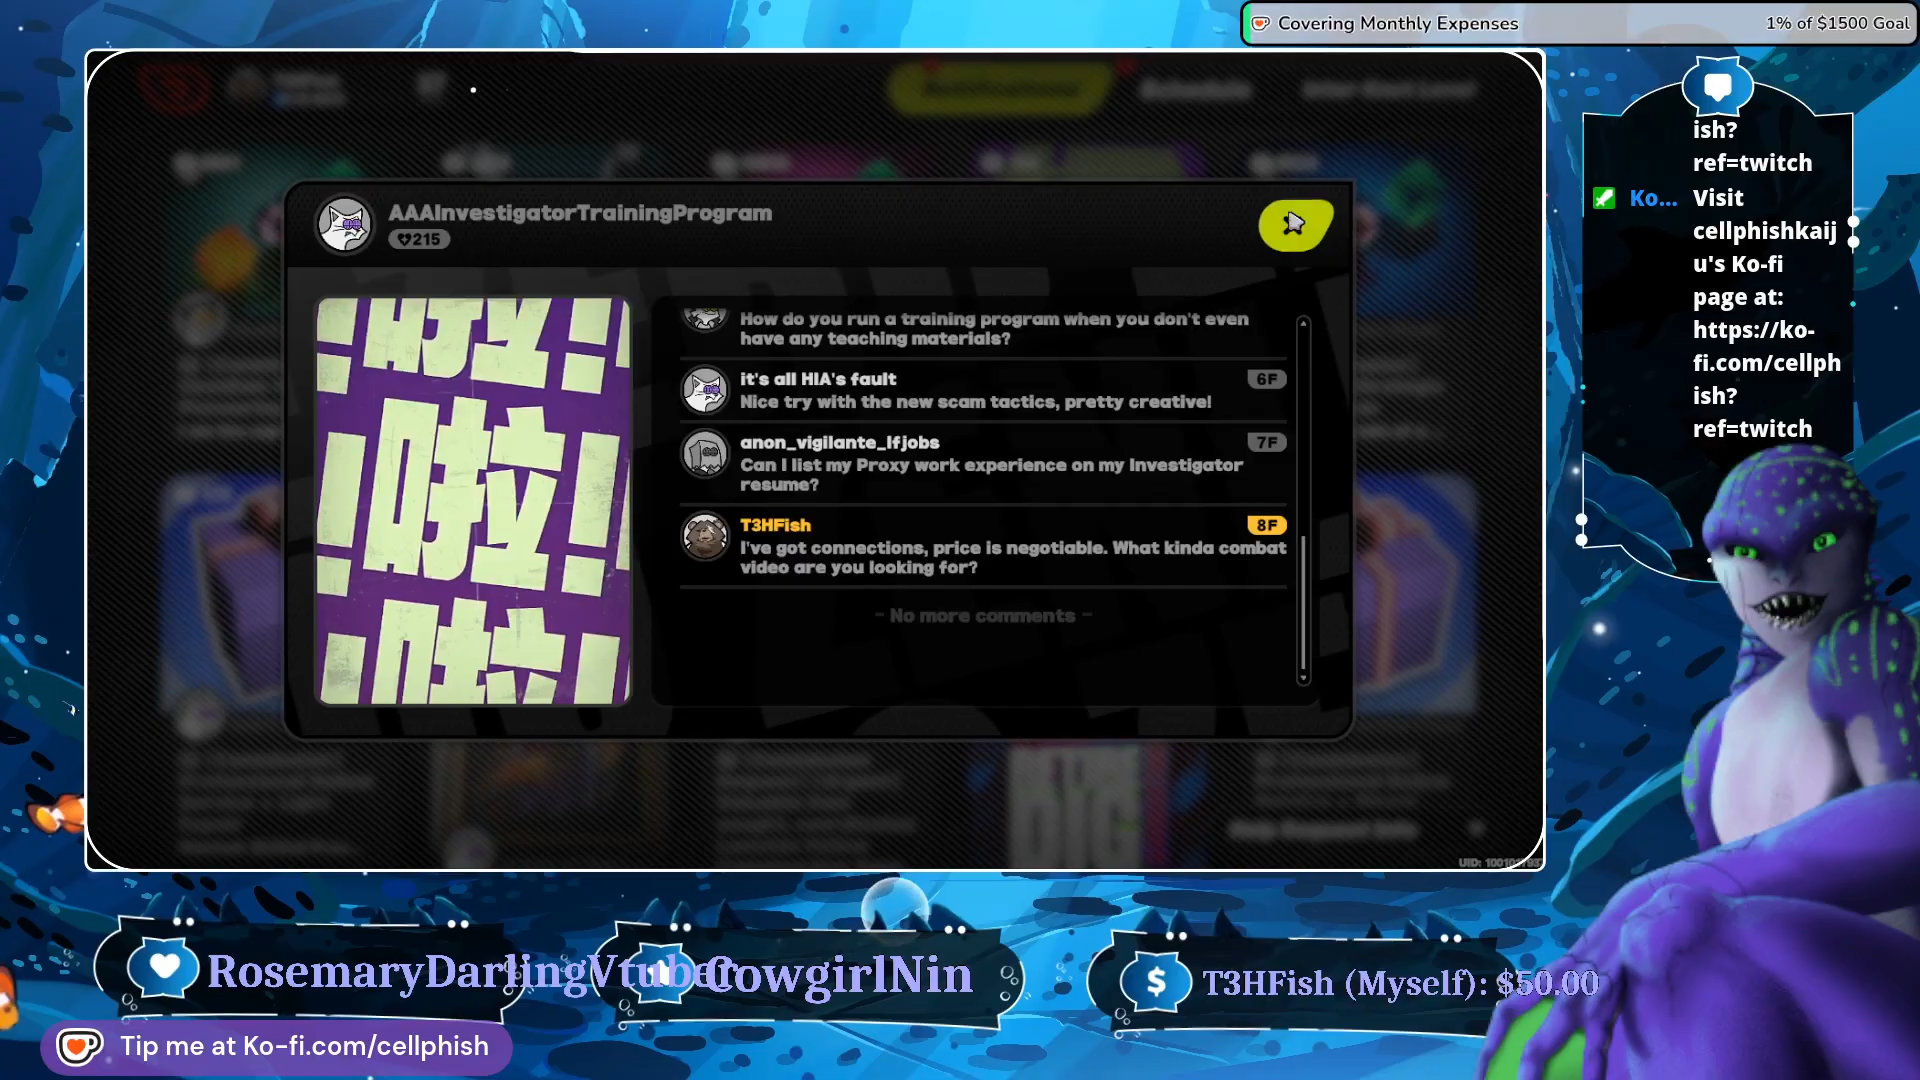 Covering Monthly Expenses
1% of $1500 Goal
AAAInvestigatorTrainingProgram
215
How do you run a training program when you don't even
have any teaching materials?
it's all HIA's fault
6F
Nice try with the new scam tactics, pretty creative!
anon_vigilante_lfjobs
7F
Can I list my Proxy work experience on my Investigator
resume?
T3HFish
8F
I've got connections, price is negotiable. What kinda combat
video are you looking for?
- No more comments -
啦!
啦!
啦!
ish?
ref=twitch
Ko... Visit
cellphishkaij
u's Ko-fi
page at:
https://ko-
fi.com/cellph
ish?
ref=twitch
RosemaryDarlingVtuber
CowgirlNin
T3HFish (Myself): $50.00
Tip me at Ko-fi.com/cellphish